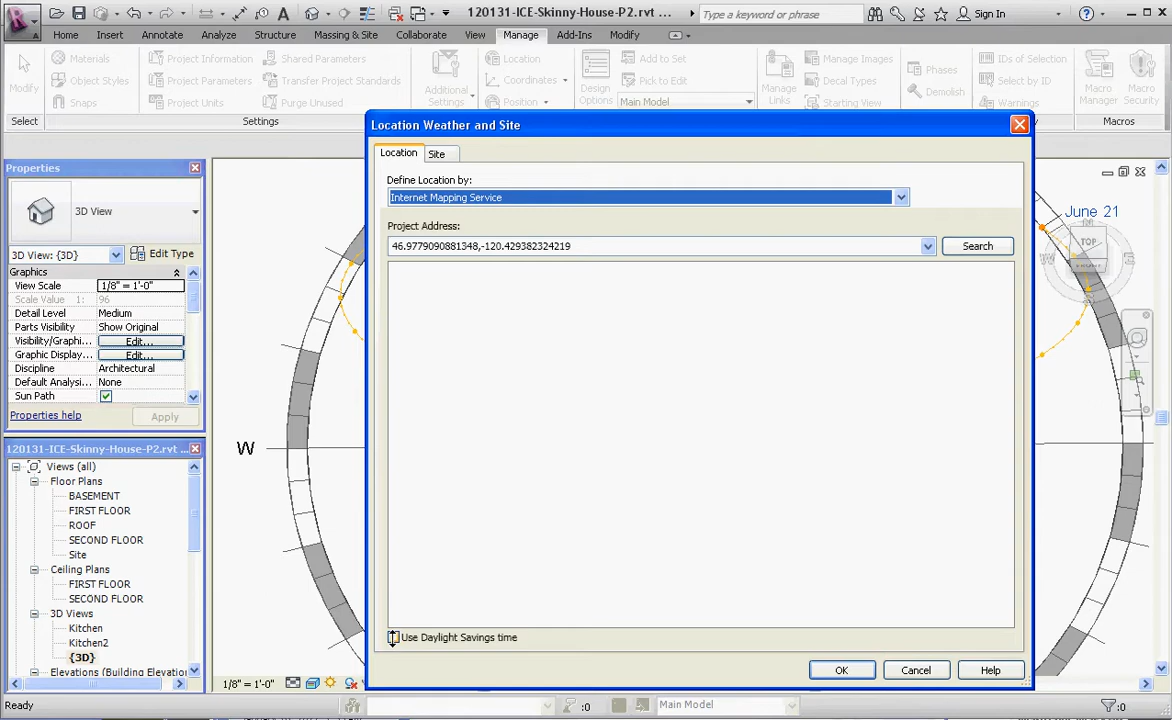 120131-ICE-Skinny-House-P2.rvt ...
Type a keyword or phrase
Sign In
Home Insert Annotate Analyze Structure Massing & Site Collaborate View Manage Add-Ins Modify
Modify
Select
Materials
Object Styles
Snaps
Project Information
Project Parameters
Project Units
Shared Parameters
Transfer Project Standards
Purge Unused
Settings
Additional
Settings
Location
Coordinates
Position
Design
Options
Add to Set
Pick to Edit
Main Model
Manage
Links
Manage Images
Decal Types
Starting View
Phases
Demolish
IDs of Selection
Select by ID
Warnings
Macro
Manager
Macro
Security
Macros
Properties
3D View
3D View: {3D}
Edit Type
Graphics
View Scale 1/8" = 1'-0"
Scale Value 1: 96
Detail Level Medium
Parts Visibility Show Original
Visibility/Graphi... Edit...
Graphic Display... Edit...
Discipline Architectural
Default Analysi... None
Sun Path
Properties help
Apply
120131-ICE-Skinny-House-P2.rvt ...
Views (all)
Floor Plans
BASEMENT
FIRST FLOOR
ROOF
SECOND FLOOR
Site
Ceiling Plans
FIRST FLOOR
SECOND FLOOR
3D Views
Kitchen
Kitchen2
{3D}
Elevations (Building Elevation
W
June 21
TOP
W
Location Weather and Site
Location Site
Define Location by:
Internet Mapping Service
Project Address:
46.9779090881348,-120.429382324219
Search
Use Daylight Savings time
OK Cancel Help
1/8" = 1'-0"
Ready
:0
Main Model
:0